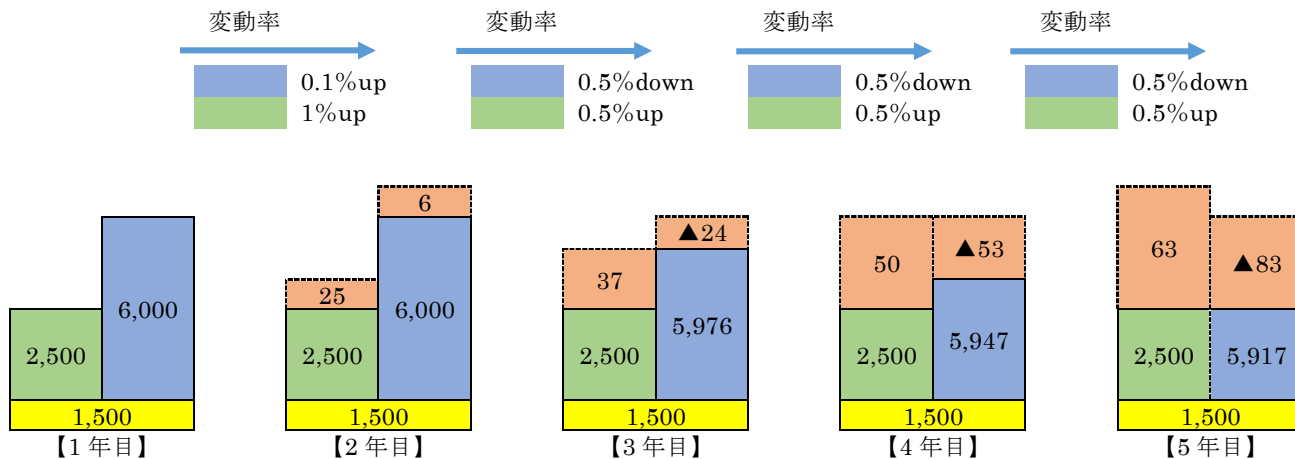 変動率 変動率 変動率 変動率
0.1%up 0.5%down 0.5%down 0.5%down
1%up 0.5%up 0.5%up 0.5%up
6 ▲24 50 ▲53 63 ▲83
25 37
6,000 6,000 5,976 5,947
2,500 2,500 2,500 2,500 2,500 5,917
1,500 1,500 1,500 1,500 1,500
【1 年目】 【2 年目】 【3 年目】 【4 年目】 【5 年目】